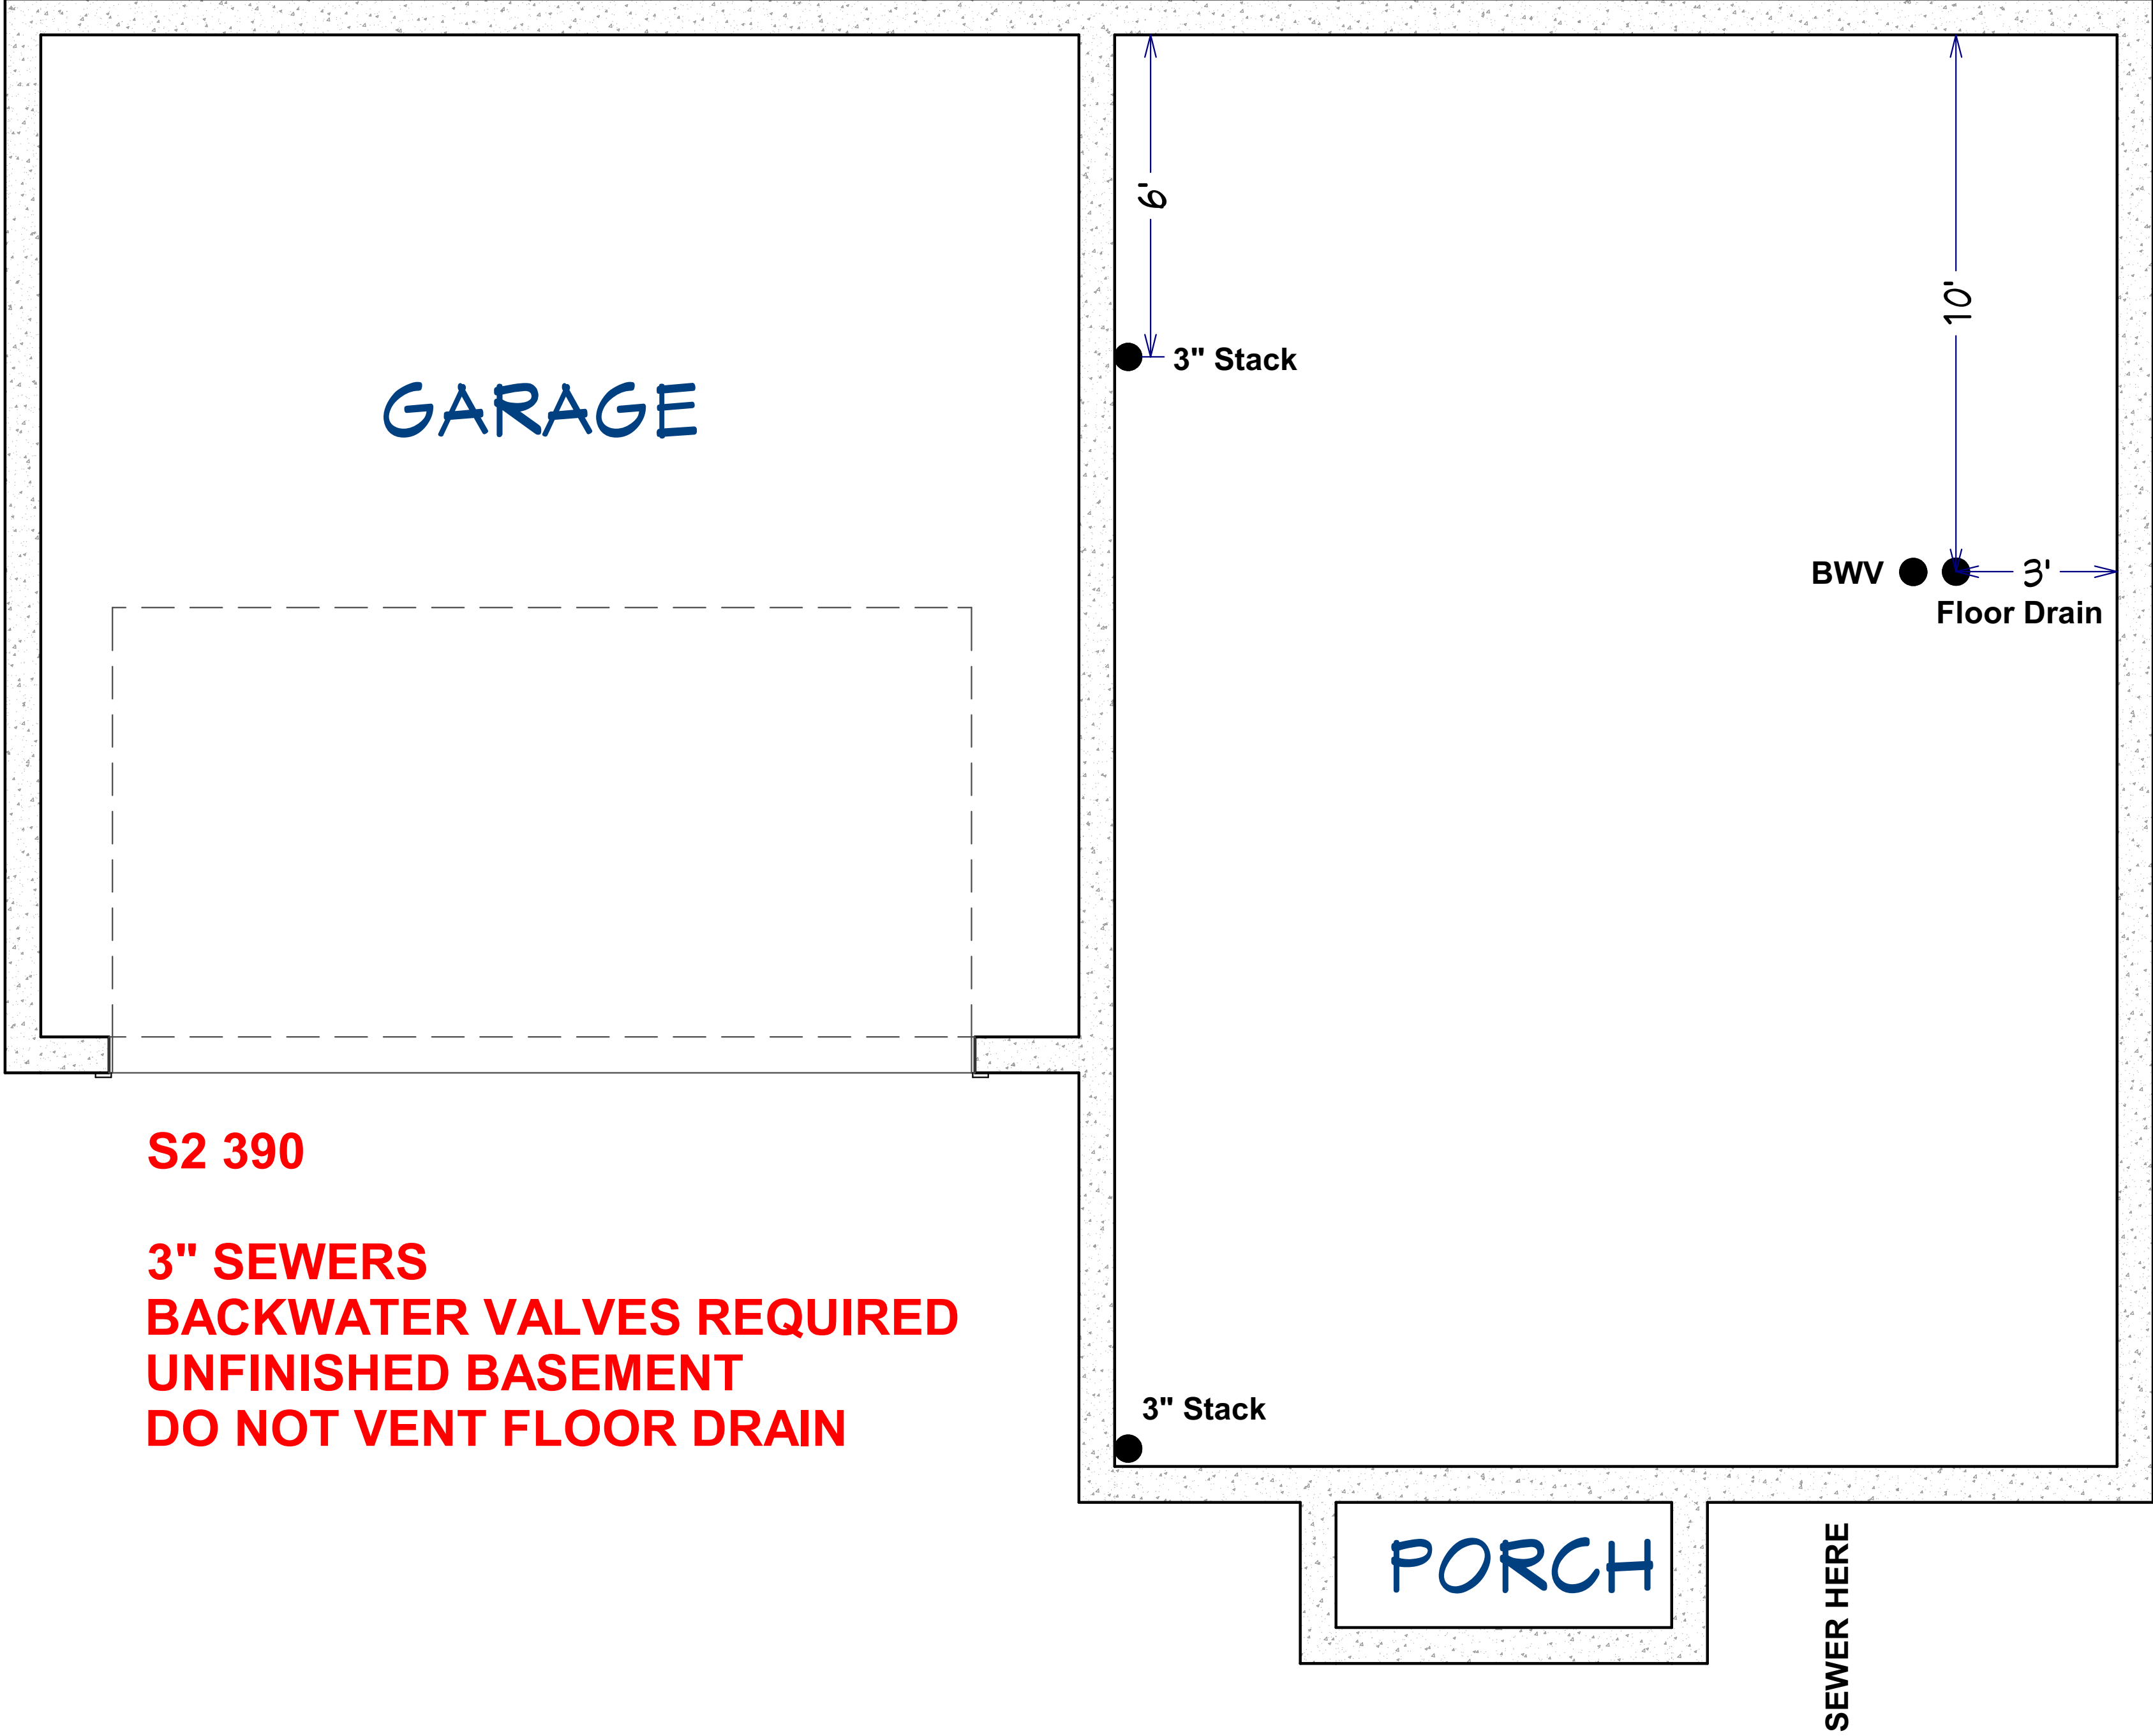 6'
10'
3" Stack
GARAGE
BWV
3'
Floor Drain
S2 390
3" SEWERS
BACKWATER VALVES REQUIRED
UNFINISHED BASEMENT
DO NOT VENT FLOOR DRAIN
3" Stack
PORCH
SEWER HERE